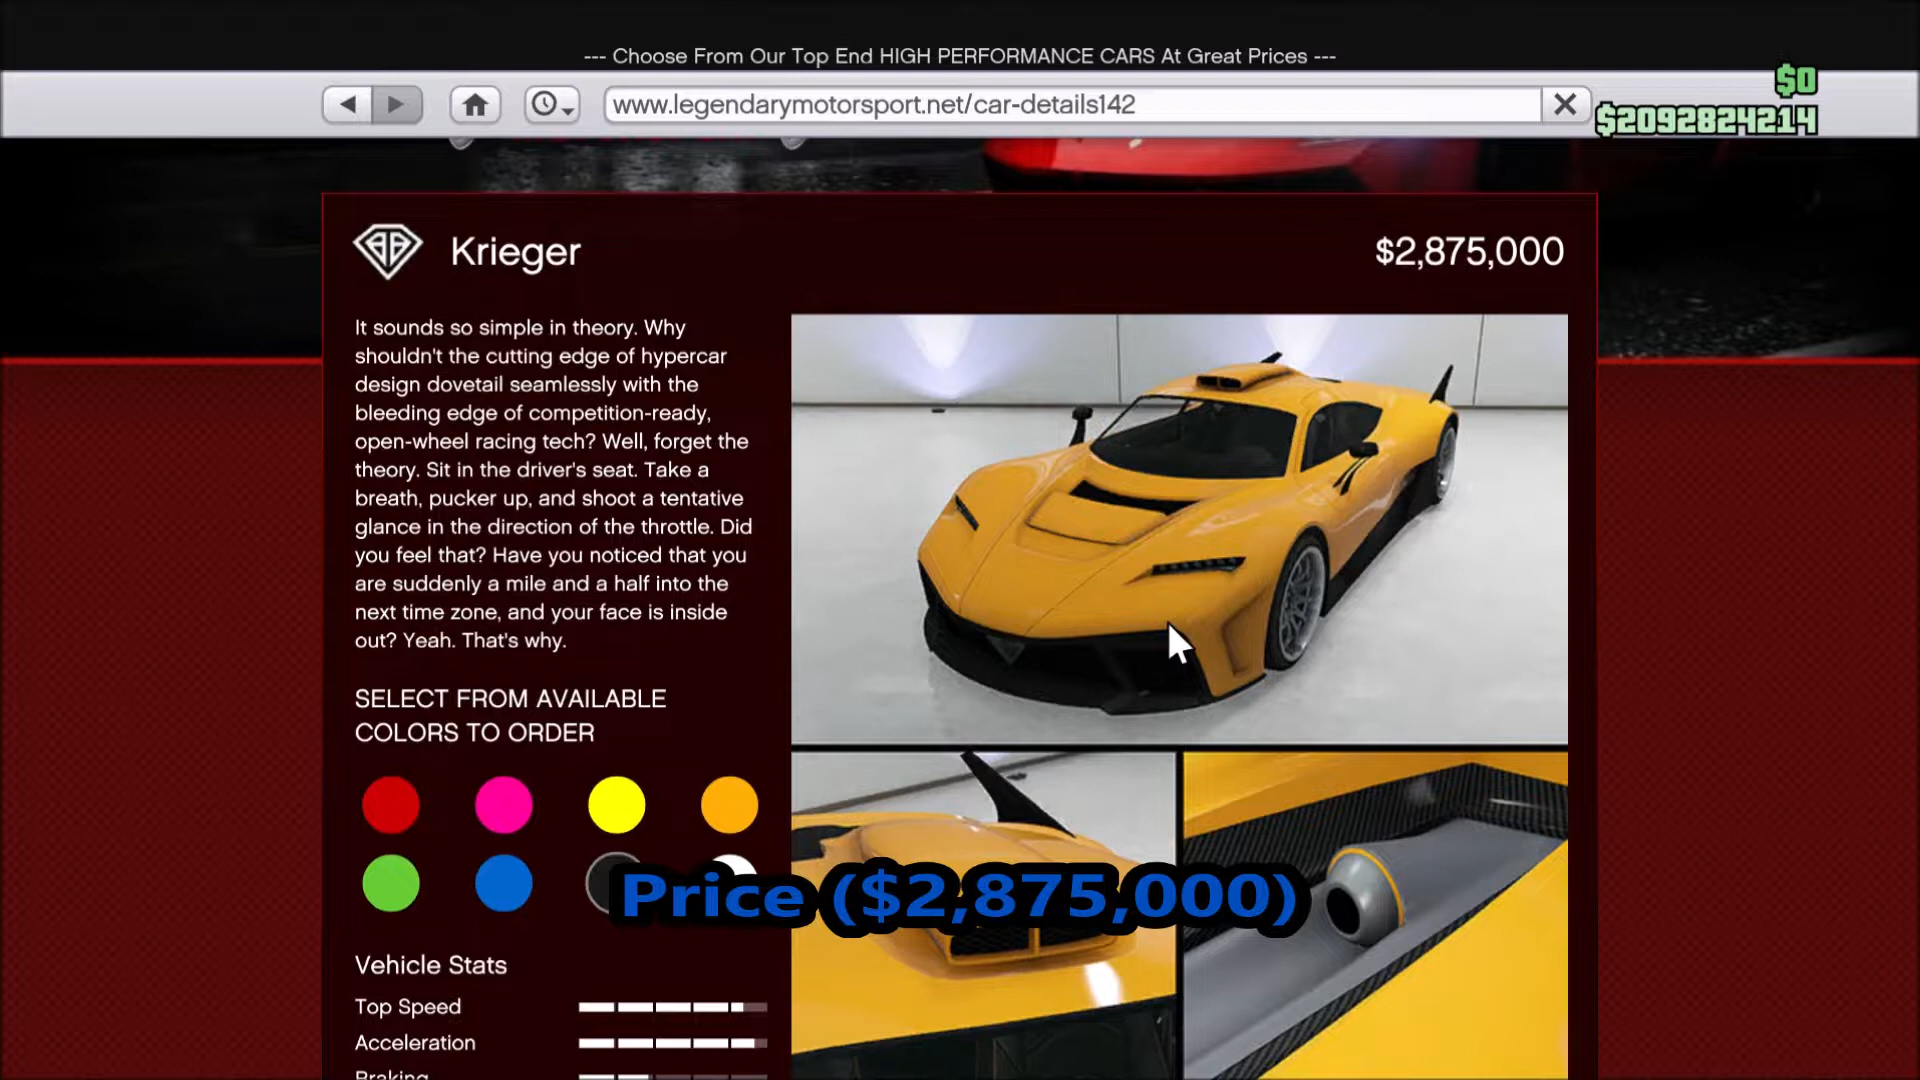 --- Choose From Our Top End HIGH PERFORMANCE CARS At Great Prices ---
www.legendarymotorsport.net/car-details142
$0
$2092824214
Krieger
$2,875,000
It sounds so simple in theory. Why
shouldn't the cutting edge of hypercar
design dovetail seamlessly with the
bleeding edge of competition-ready,
open-wheel racing tech? Well, forget the
theory. Sit in the driver's seat. Take a
breath, pucker up, and shoot a tentative
glance in the direction of the throttle. Did
you feel that? Have you noticed that you
are suddenly a mile and a half into the
next time zone, and your face is inside
out? Yeah. That's why.
SELECT FROM AVAILABLE
COLORS TO ORDER
Price ($2,875,000)
Vehicle Stats
Top Speed
Acceleration
Braking